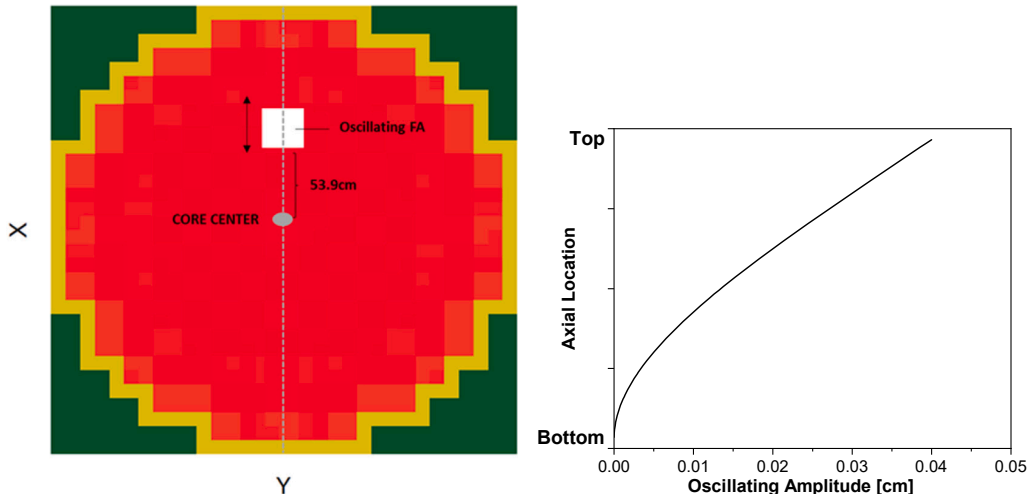 Oscillating FA
53.9cm
CORE CENTER
X
Y
Top
Axial Location
Bottom
0.00 0.01 0.02 0.03 0.04 0.05
Oscillating Amplitude [cm]